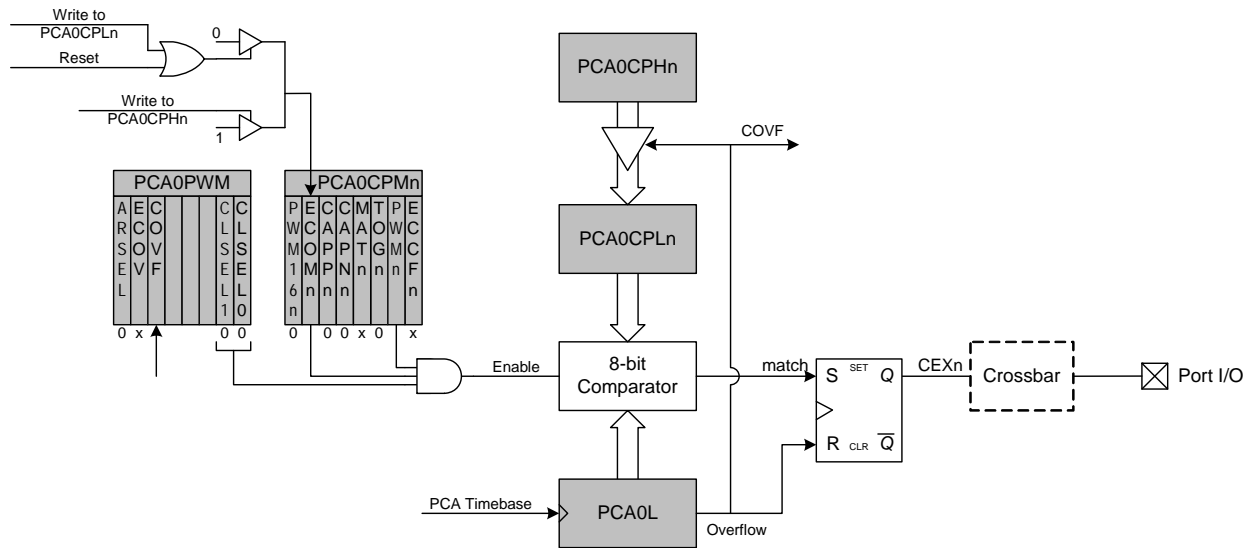 Write to
PCA0CPLn
Reset
0
Write to
PCA0CPHn
1
PCA0CPHn
COVF
PCA0PWM
ARSEL
ECOV
COVF
CLSEL1
CLSEL0
0 x 0 0
PCA0CPMn
PWM16n
ECOMn
CAPPn
CAPNn
MATn
TOGn
PWMn
ECCFn
0 0 0 x 0 x
PCA0CPLn
Enable
8-bit
Comparator
match
S SET Q
R CLR Q
CEXn
Crossbar
Port I/O
PCA Timebase
PCA0L
Overflow